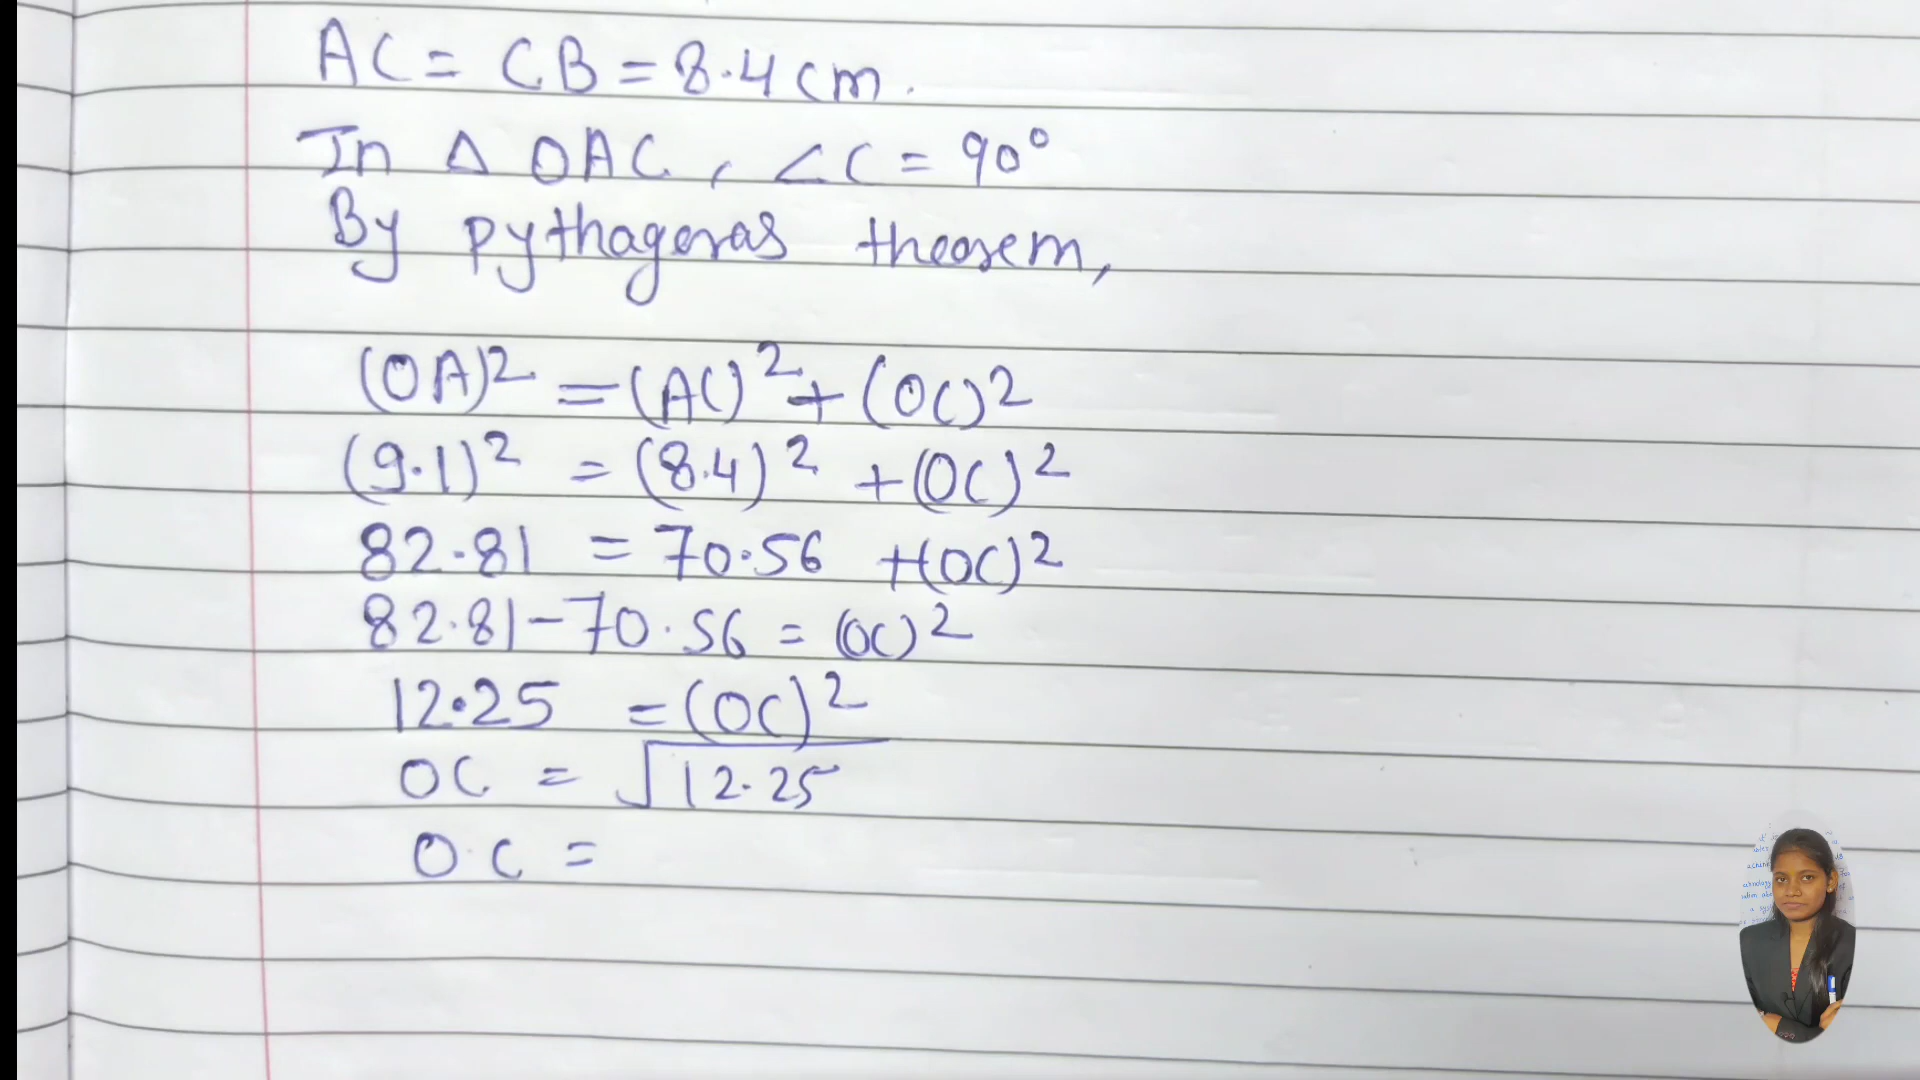 AC = CB = 8.4 cm.
In △ OAC, ∠C = 90°
By pythagoras theorem,
(OA)² = (AC)² + (OC)²
(9.1)² = (8.4)² + (OC)²
82.81 = 70.56 + (OC)²
82.81 - 70.56 = (OC)²
12.25 = (OC)²
OC = √12.25
OC =